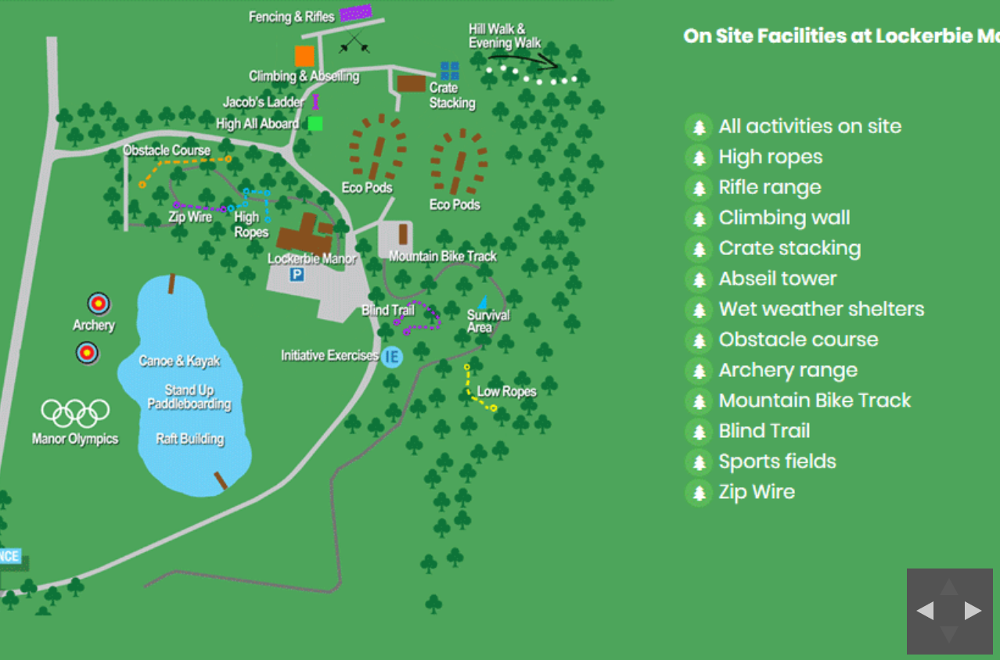 Fencing & Rifles
Hill Walk &
Evening Walk
Climbing & Abseiling
Crate
Stacking
Jacob's Ladder
High All Aboard
Obstacle Course
Eco Pods
Eco Pods
Zip Wire
High
Ropes
Lockerbie Manor
P
Mountain Bike Track
Blind Trail
Survival
Area
Archery
Initiative Exercises
IE
Canoe & Kayak
Stand Up
Paddleboarding
Raft Building
Low Ropes
Manor Olympics
NCE
On Site Facilities at Lockerbie Ma
All activities on site
High ropes
Rifle range
Climbing wall
Crate stacking
Abseil tower
Wet weather shelters
Obstacle course
Archery range
Mountain Bike Track
Blind Trail
Sports fields
Zip Wire